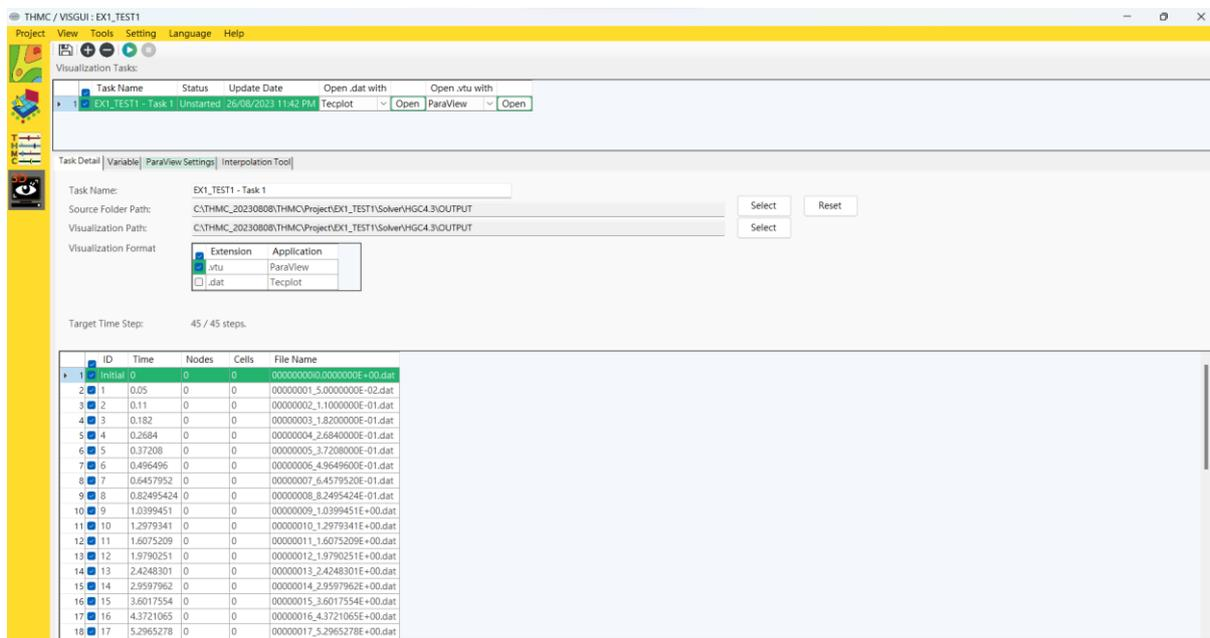 THMC / VISGUI : EX1_TEST1
Project View Tools Setting Language Help
Visualization Tasks:
Task Name Status Update Date Open .dat with Open .vtu with
1 EX1_TEST1 - Task 1 Unstarted 26/08/2023 11:42 PM Tecplot Open ParaView Open
Task Detail Variable ParaView Settings Interpolation Tool
Task Name: EX1_TEST1 - Task 1
Source Folder Path: C:\THMC_20230808\THMC\Project\EX1_TEST1\Solver\HGC4.3\OUTPUT Select Reset
Visualization Path: C:\THMC_20230808\THMC\Project\EX1_TEST1\Solver\HGC4.3\OUTPUT Select
Visualization Format
Extension Application
.vtu ParaView
.dat Tecplot
Target Time Step: 45 / 45 steps.
ID Time Nodes Cells File Name
1 Initial 0 0 0 00000000i0.0000000E+00.dat
2 1 0.05 0 0 00000001_5.0000000E-02.dat
3 2 0.11 0 0 00000002_1.1000000E-01.dat
4 3 0.182 0 0 00000003_1.8200000E-01.dat
5 4 0.2684 0 0 00000004_2.6840000E-01.dat
6 5 0.37208 0 0 00000005_3.7208000E-01.dat
7 6 0.496496 0 0 00000006_4.9649600E-01.dat
8 7 0.6457952 0 0 00000007_6.4579520E-01.dat
9 8 0.82495424 0 0 00000008_8.2495424E-01.dat
10 9 1.0399451 0 0 00000009_1.0399451E+00.dat
11 10 1.2979341 0 0 00000010_1.2979341E+00.dat
12 11 1.6075209 0 0 00000011_1.6075209E+00.dat
13 12 1.9790251 0 0 00000012_1.9790251E+00.dat
14 13 2.4248301 0 0 00000013_2.4248301E+00.dat
15 14 2.9597962 0 0 00000014_2.9597962E+00.dat
16 15 3.6017554 0 0 00000015_3.6017554E+00.dat
17 16 4.3721065 0 0 00000016_4.3721065E+00.dat
18 17 5.2965278 0 0 00000017_5.2965278E+00.dat
T
H
M
C
3D